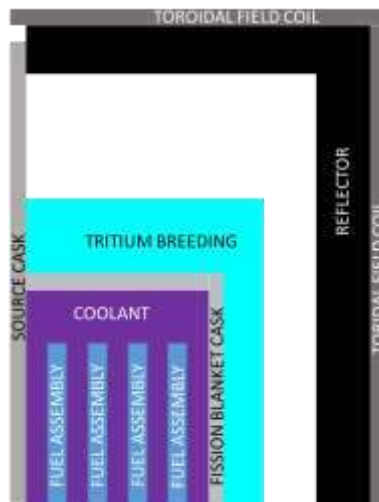 TOROIDAL FIELD COIL
REFLECTOR
TORIDAL FIELD COIL
TRITIUM BREEDING
SOURCE CASK
COOLANT
FISSION BLANKET CASK
FUEL ASSEMBLY
FUEL ASSEMBLY
FUEL ASSEMBLY
FUEL ASSEMBLY